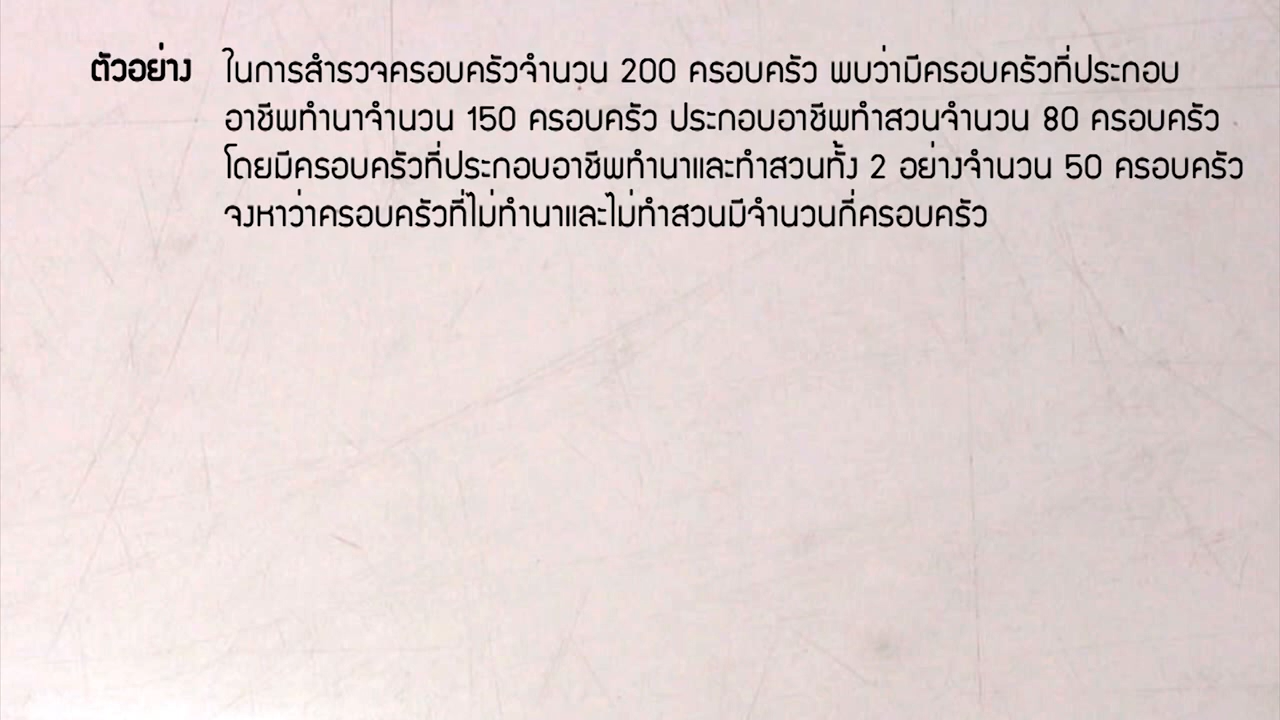 ตัวอย่าง ในการสำรวจครอบครัวจำนวน 200 ครอบครัว พบว่ามีครอบครัวที่ประกอบ
อาชีพทำนาจำนวน 150 ครอบครัว ประกอบอาชีพทำสวนจำนวน 80 ครอบครัว
โดยมีครอบครัวที่ประกอบอาชีพทำนาและทำสวนทั้ง 2 อย่างจำนวน 50 ครอบครัว
จงหาว่าครอบครัวที่ไม่ทำนาและไม่ทำสวนมีจำนวนกี่ครอบครัว